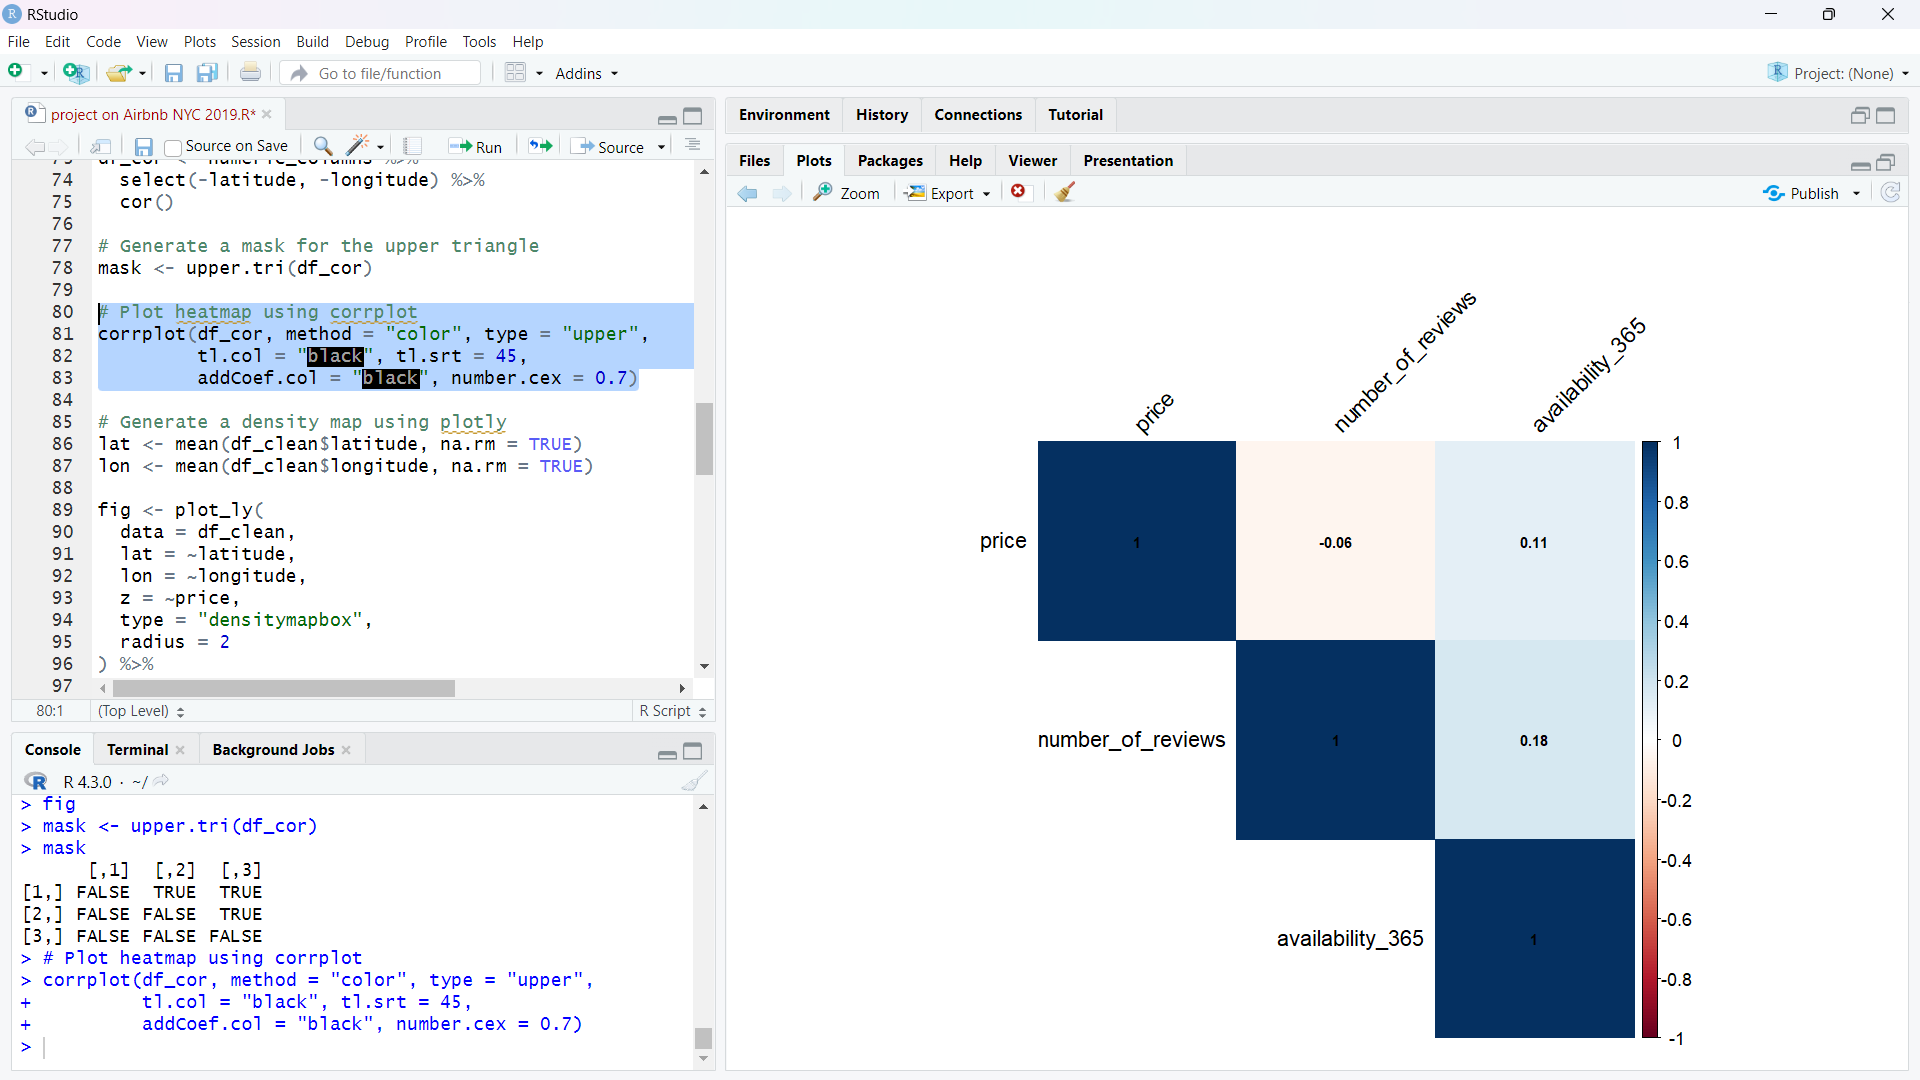 RStudio
File Edit Code View Plots Session Build Debug Profile Tools Help
Go to file/function Addins Project: (None)
project on Airbnb NYC 2019.R*
Source on Save Run Source
74 select(-latitude, -longitude) %>%
75 cor()
76
77 # Generate a mask for the upper triangle
78 mask <- upper.tri(df_cor)
79
80 # Plot heatmap using corrplot
81 corrplot(df_cor, method = "color", type = "upper",
82 tl.col = "black", tl.srt = 45,
83 addCoef.col = "black", number.cex = 0.7)
84
85 # Generate a density map using plotly
86 lat <- mean(df_clean$latitude, na.rm = TRUE)
87 lon <- mean(df_clean$longitude, na.rm = TRUE)
88
89 fig <- plot_ly(
90 data = df_clean,
91 lat = ~latitude,
92 lon = ~longitude,
93 z = ~price,
94 type = "densitymapbox",
95 radius = 2
96 ) %>%
97
80:1 (Top Level) R Script
Console Terminal Background Jobs
R 4.3.0 · ~/
> fig
> mask <- upper.tri(df_cor)
> mask
[,1] [,2] [,3]
[1,] FALSE TRUE TRUE
[2,] FALSE FALSE TRUE
[3,] FALSE FALSE FALSE
> # Plot heatmap using corrplot
> corrplot(df_cor, method = "color", type = "upper",
+ tl.col = "black", tl.srt = 45,
+ addCoef.col = "black", number.cex = 0.7)
>
Environment History Connections Tutorial
Files Plots Packages Help Viewer Presentation
Zoom Export Publish
price number_of_reviews availability_365
price 1 -0.06 0.11
number_of_reviews 1 0.18
availability_365 1
1
0.8
0.6
0.4
0.2
0
-0.2
-0.4
-0.6
-0.8
-1